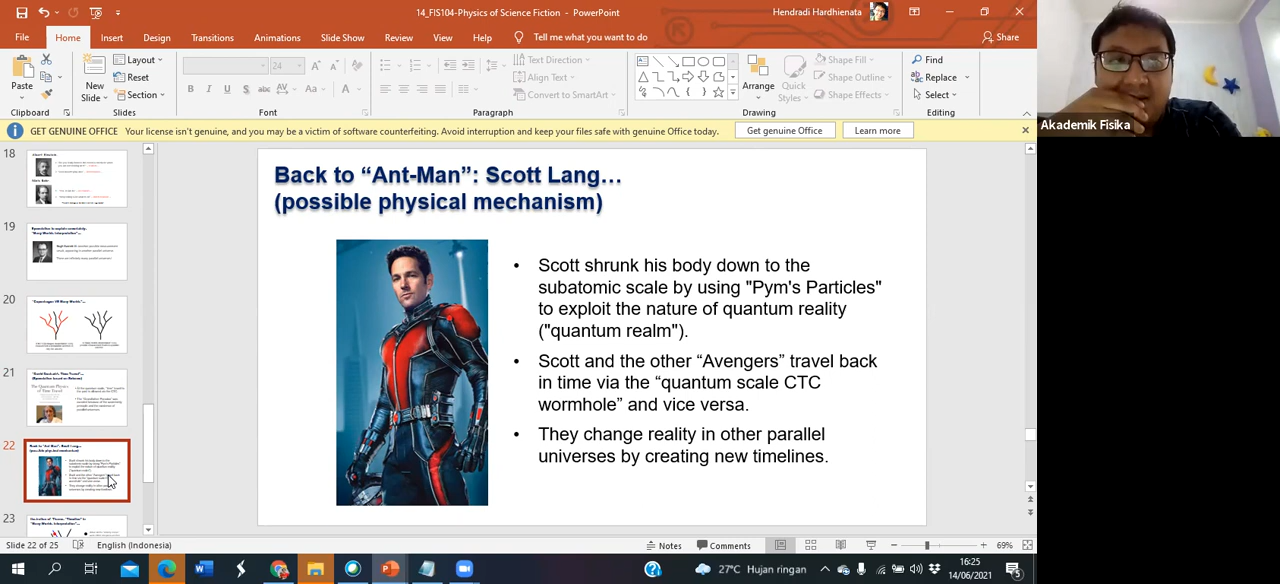 14_FIS104-Physics of Science Fiction - PowerPoint
Hendradi Hardhienata
File Home Insert Design Transitions Animations Slide Show Review View Help Tell me what you want to do Share
Paste
New Slide
Layout
Reset
Section
24
Text Direction
Align Text
Convert to SmartArt
Arrange
Quick Styles
Shape Fill
Shape Outline
Shape Effects
Find
Replace
Select
Clipboard Slides Font Paragraph Drawing Editing
Akademik Fisika
GET GENUINE OFFICE Your license isn't genuine, and you may be a victim of software counterfeiting. Avoid interruption and keep your files safe with genuine Office today. Get genuine Office Learn more
18
19
20
21
22
23
Back to “Ant-Man”: Scott Lang…
(possible physical mechanism)
• Scott shrunk his body down to the
subatomic scale by using "Pym's Particles"
to exploit the nature of quantum reality
("quantum realm").
• Scott and the other “Avengers” travel back
in time via the “quantum scale CTC
wormhole” and vice versa.
• They change reality in other parallel
universes by creating new timelines.
Slide 22 of 25 English (Indonesia) Notes Comments 69%
27°C Hujan ringan
16:25
14/06/2021